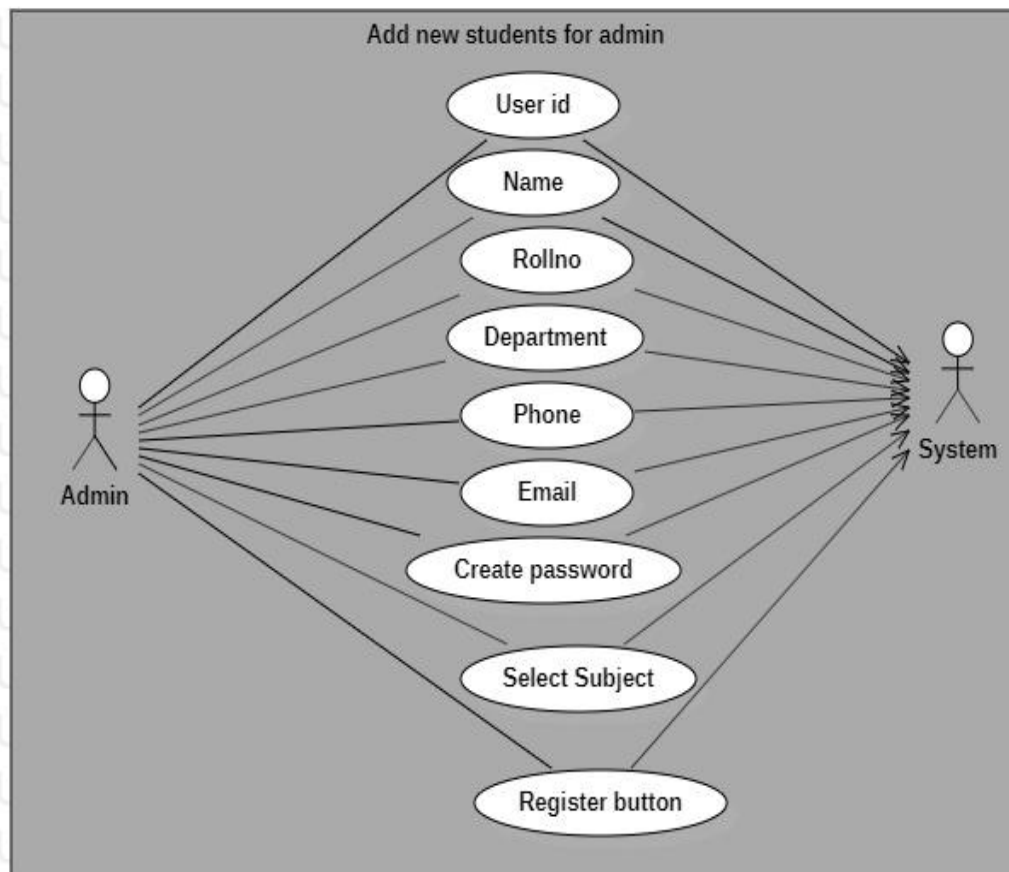 Add new students for admin
User id
Name
Rollno
Department
Phone
Email
Create password
Select Subject
Register button
Admin
System